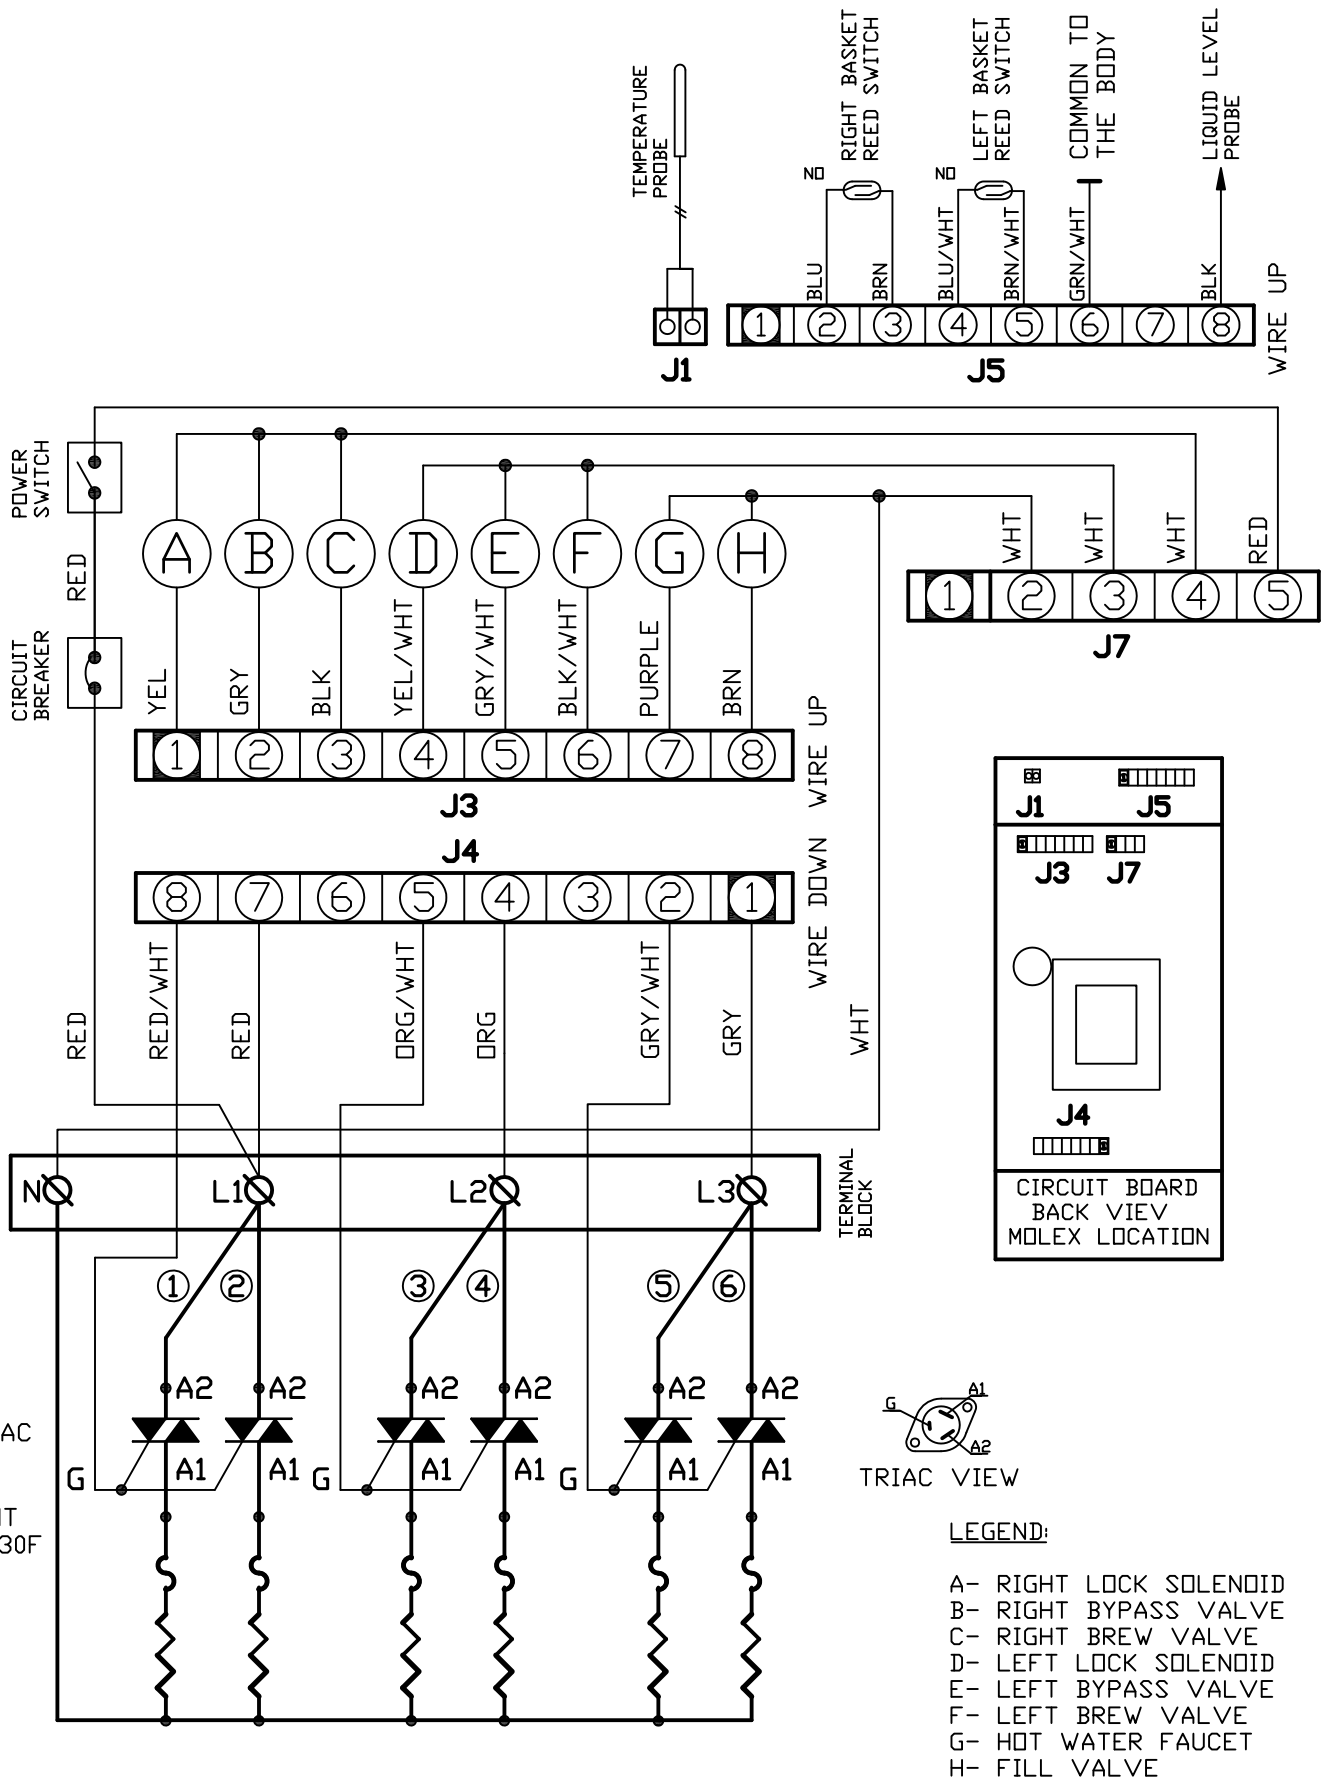 TEMPERATURE
PROBE
RIGHT BASKET
REED SWITCH
LEFT BASKET
REED SWITCH
COMMON TO
THE BODY
LIQUID LEVEL
PROBE
NO
NO
BLU
BRN
BLU/WHT
BRN/WHT
GRN/WHT
BLK
WIRE UP
1 2 3 4 5 6 7 8
J1
J5
POWER
SWITCH
RED
CIRCUIT
BREAKER
A B C D E F G H
WHT
WHT
WHT
RED
1 2 3 4 5
J7
YEL
GRY
BLK
YEL/WHT
GRY/WHT
BLK/WHT
PURPLE
BRN
WIRE UP
1 2 3 4 5 6 7 8
J3
J4
8 7 6 5 4 3 2 1
WIRE DOWN
RED
RED/WHT
RED
ORG/WHT
ORG
GRY/WHT
GRY
WHT
J1
J5
J3
J7
J4
CIRCUIT BOARD
BACK VIEV
MOLEX LOCATION
N
L1
L2
L3
TERMINAL
BLOCK
1 2 3 4 5 6
A2 A2 A2 A2 A2 A2
AC
A1 A1 A1 A1 A1 A1
G G G
IT
30F
G
A1
A2
TRIAC VIEW
LEGEND:
A- RIGHT LOCK SOLENOID
B- RIGHT BYPASS VALVE
C- RIGHT BREW VALVE
D- LEFT LOCK SOLENOID
E- LEFT BYPASS VALVE
F- LEFT BREW VALVE
G- HOT WATER FAUCET
H- FILL VALVE